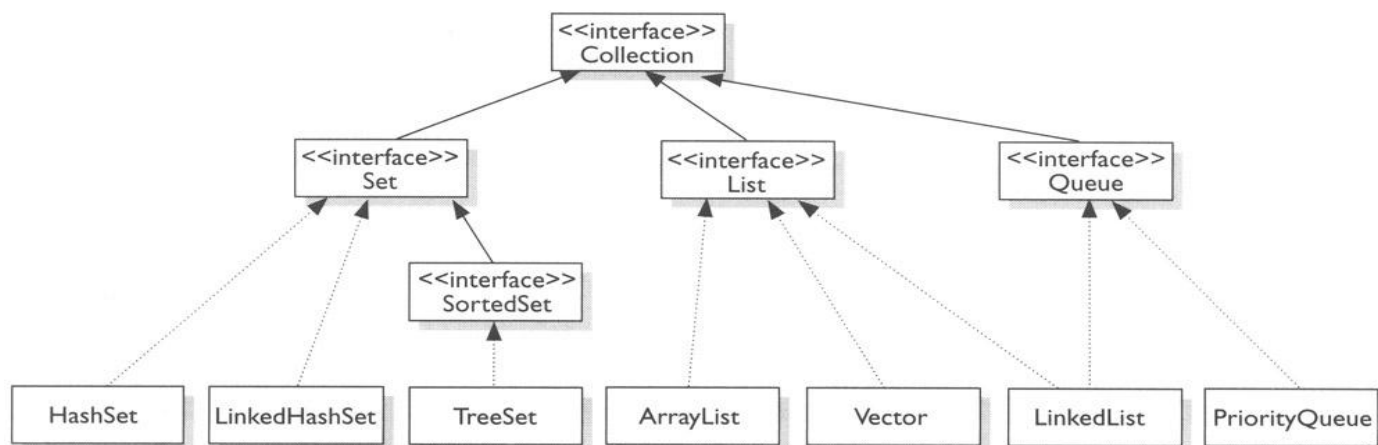 <<interface>>
Collection
<<interface>>
Set
<<interface>>
List
<<interface>>
Queue
<<interface>>
SortedSet
HashSet
LinkedHashSet
TreeSet
ArrayList
Vector
LinkedList
PriorityQueue